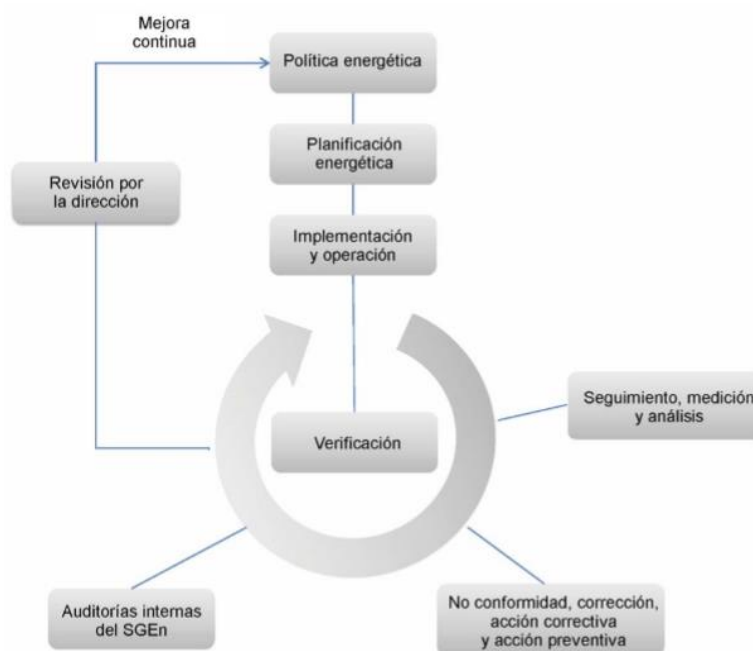 Mejora
continua
Política energética
Planificación
energética
Revisión por
la dirección
Implementación
y operación
Seguimiento, medición
y análisis
Verificación
Auditorías internas
del SGEn
No conformidad, corrección,
acción correctiva
y acción preventiva